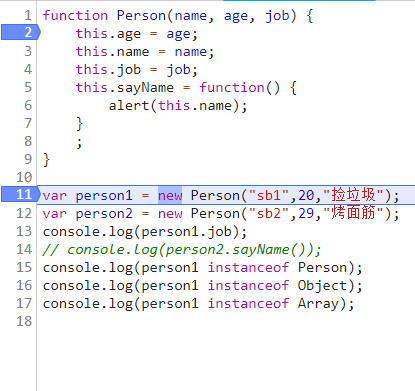 1 function Person(name, age, job) {
2     this.age = age;
3     this.name = name;
4     this.job = job;
5     this.sayName = function() {
6         alert(this.name);
7     }
8     ;
9 }
10
11 var person1 = new Person("sb1",20,"捡垃圾");
12 var person2 = new Person("sb2",29,"烤面筋");
13 console.log(person1.job);
14 // console.log(person2.sayName());
15 console.log(person1 instanceof Person);
16 console.log(person1 instanceof Object);
17 console.log(person1 instanceof Array);
18